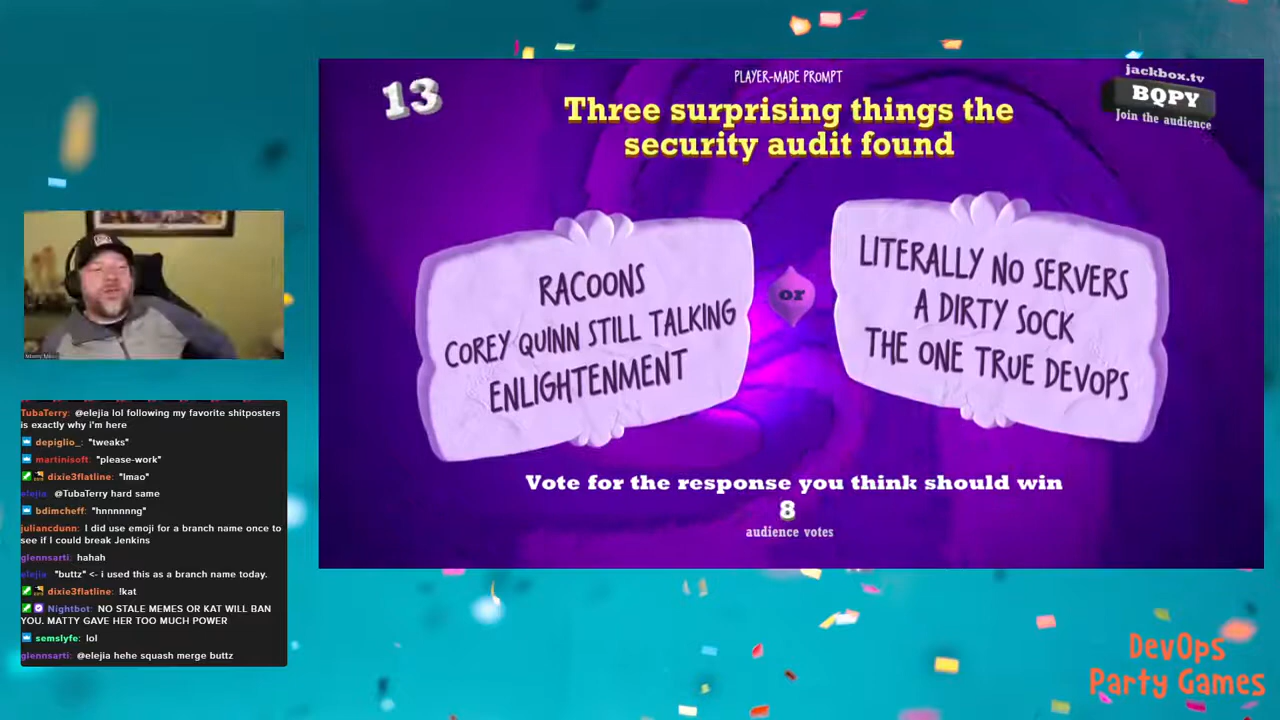 13
PLAYER-MADE PROMPT
Three surprising things the
security audit found
jackbox.tv
BQPY
Join the audience
RACOONS
COREY QUINN STILL TALKING
ENLIGHTENMENT
or
LITERALLY NO SERVERS
A DIRTY SOCK
THE ONE TRUE DEVOPS
Vote for the response you think should win
8
audience votes
TubaTerry: @elejia lol following my favorite shitposters
is exactly why i'm here
depiglio_: "tweaks"
martinisoft: "please-work"
dixie3flatline: "lmao"
elejia: @TubaTerry hard same
bdimcheff: "hnnnnnng"
juliancdunn: I did use emoji for a branch name once to
see if I could break Jenkins
glennsarti: hahah
elejia: "buttz" <- i used this as a branch name today.
dixie3flatline: !kat
Nightbot: NO STALE MEMES OR KAT WILL BAN
YOU. MATTY GAVE HER TOO MUCH POWER
semslyfe: lol
glennsarti: @elejia hehe squash merge buttz
DevOps
Party Games